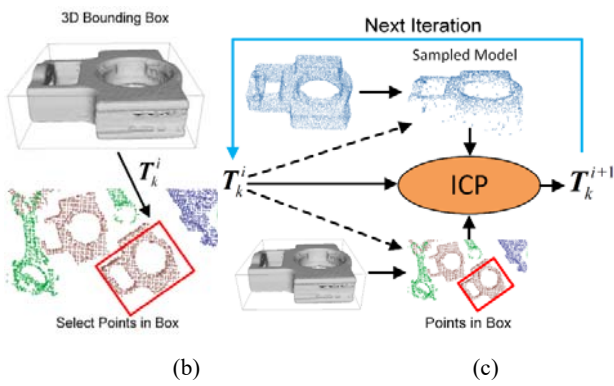 3D Bounding Box
T_k^i
Select Points in Box
(b)
Next Iteration
Sampled Model
T_k^i
ICP
T_k^{i+1}
Points in Box
(c)